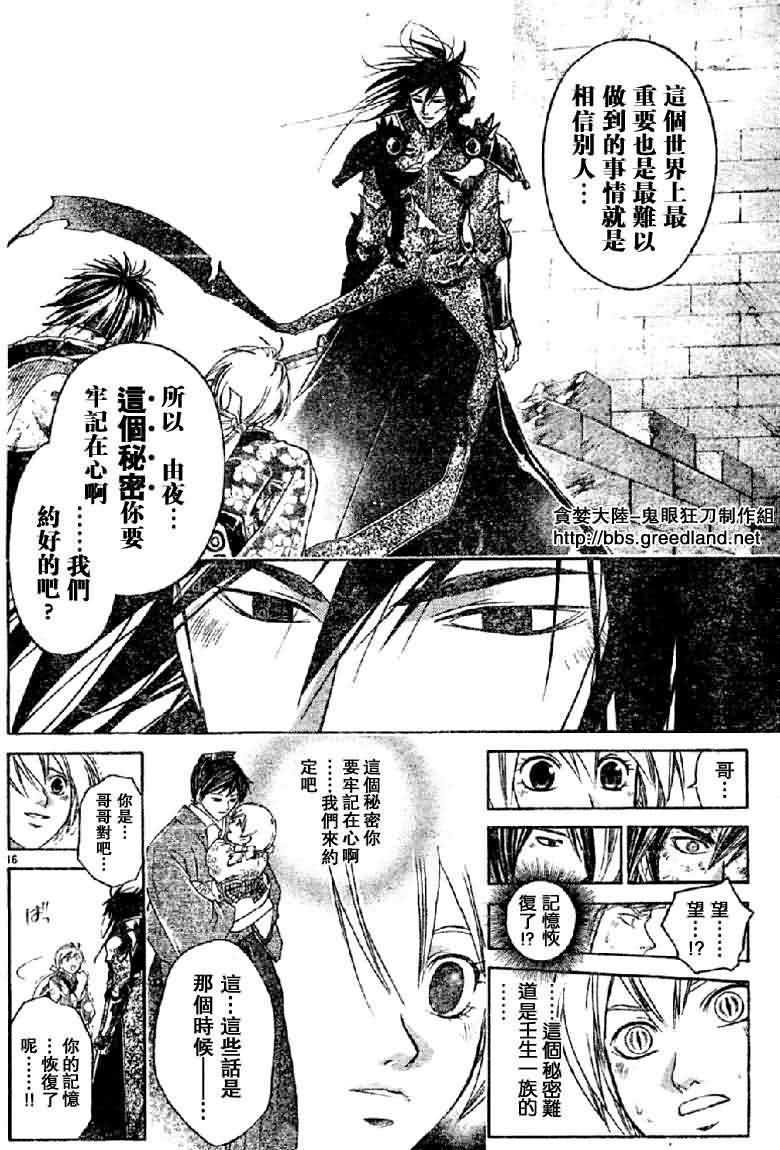 這個世界上最
重要也是最難以
做到的事情就是
相信別人…
所以 由夜…
這個秘密你要
牢記在心啊
……我們
約好的吧？
貪婪大陸-鬼眼狂刀制作組
http://bbs.greedland.net
哥…
望…
…!?
記憶恢
復了!?
……這個秘密難
道是壬生一族的
這個秘密你
要牢記在心啊
……我們來約
定吧
這…這些話是
那個時候——
你是…
哥哥對吧…
16
ばっ
你的記憶
…恢復了
呢……!!